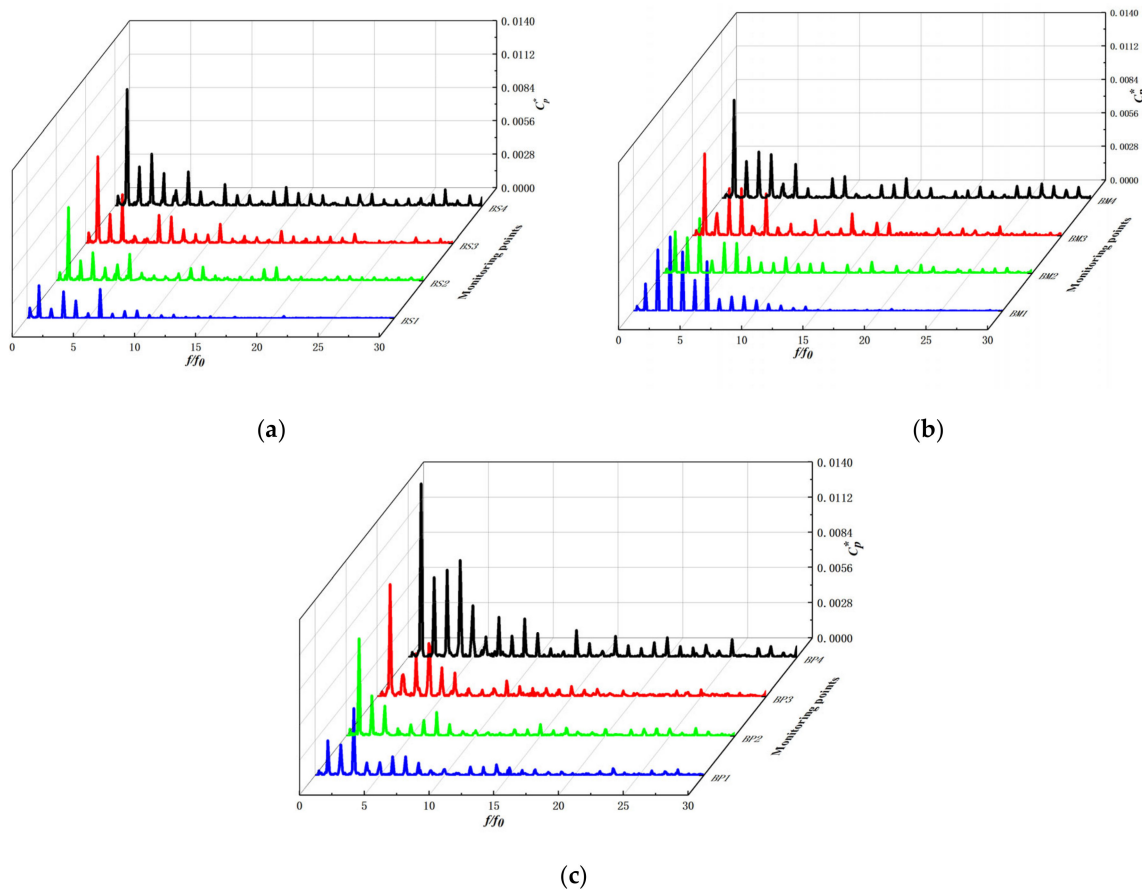 0.0140
0.0112
0.0084
0.0056
0.0028
0.0000
C*p
BS4
BS3
BS2
BS1
Monitoring points
0 5 10 15 20 25 30
f/f0
(a)
0.0140
0.0112
0.0084
0.0056
0.0028
0.0000
C*p
BM4
BM3
BM2
BM1
Monitoring points
0 5 10 15 20 25 30
f/f0
(b)
0.0140
0.0112
0.0084
0.0056
0.0028
0.0000
C*p
BP4
BP3
BP2
BP1
Monitoring points
0 5 10 15 20 25 30
f/f0
(c)